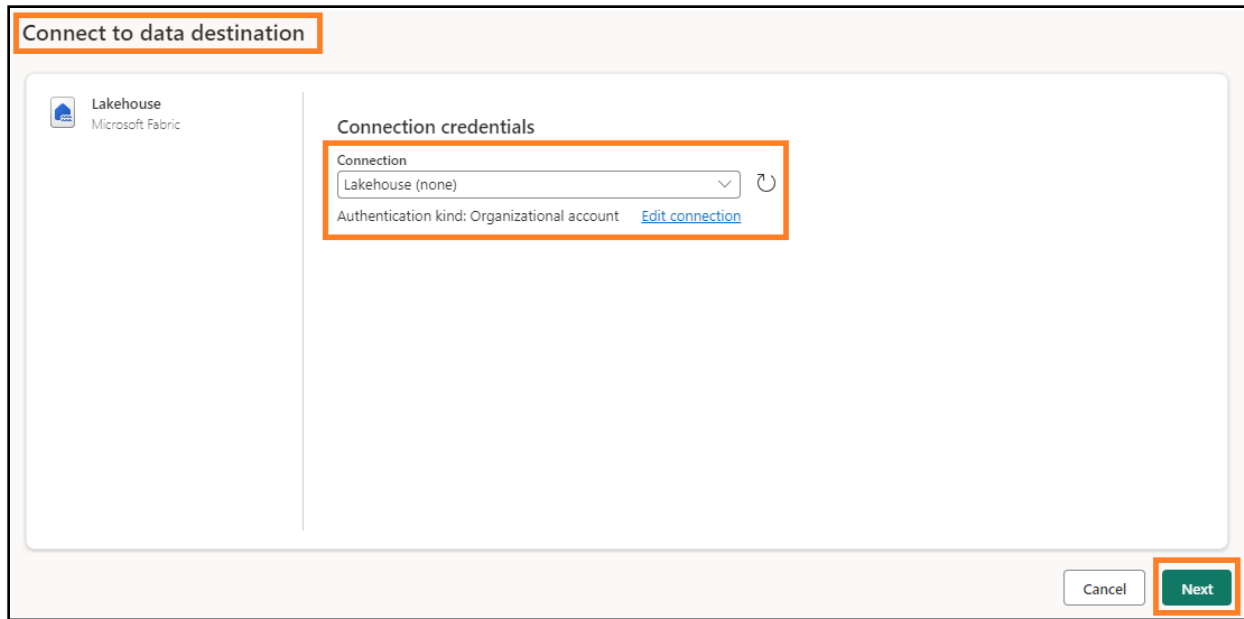 Connect to data destination
Lakehouse
Microsoft Fabric
Connection credentials
Connection
Lakehouse (none)
Authentication kind: Organizational account Edit connection
Cancel Next